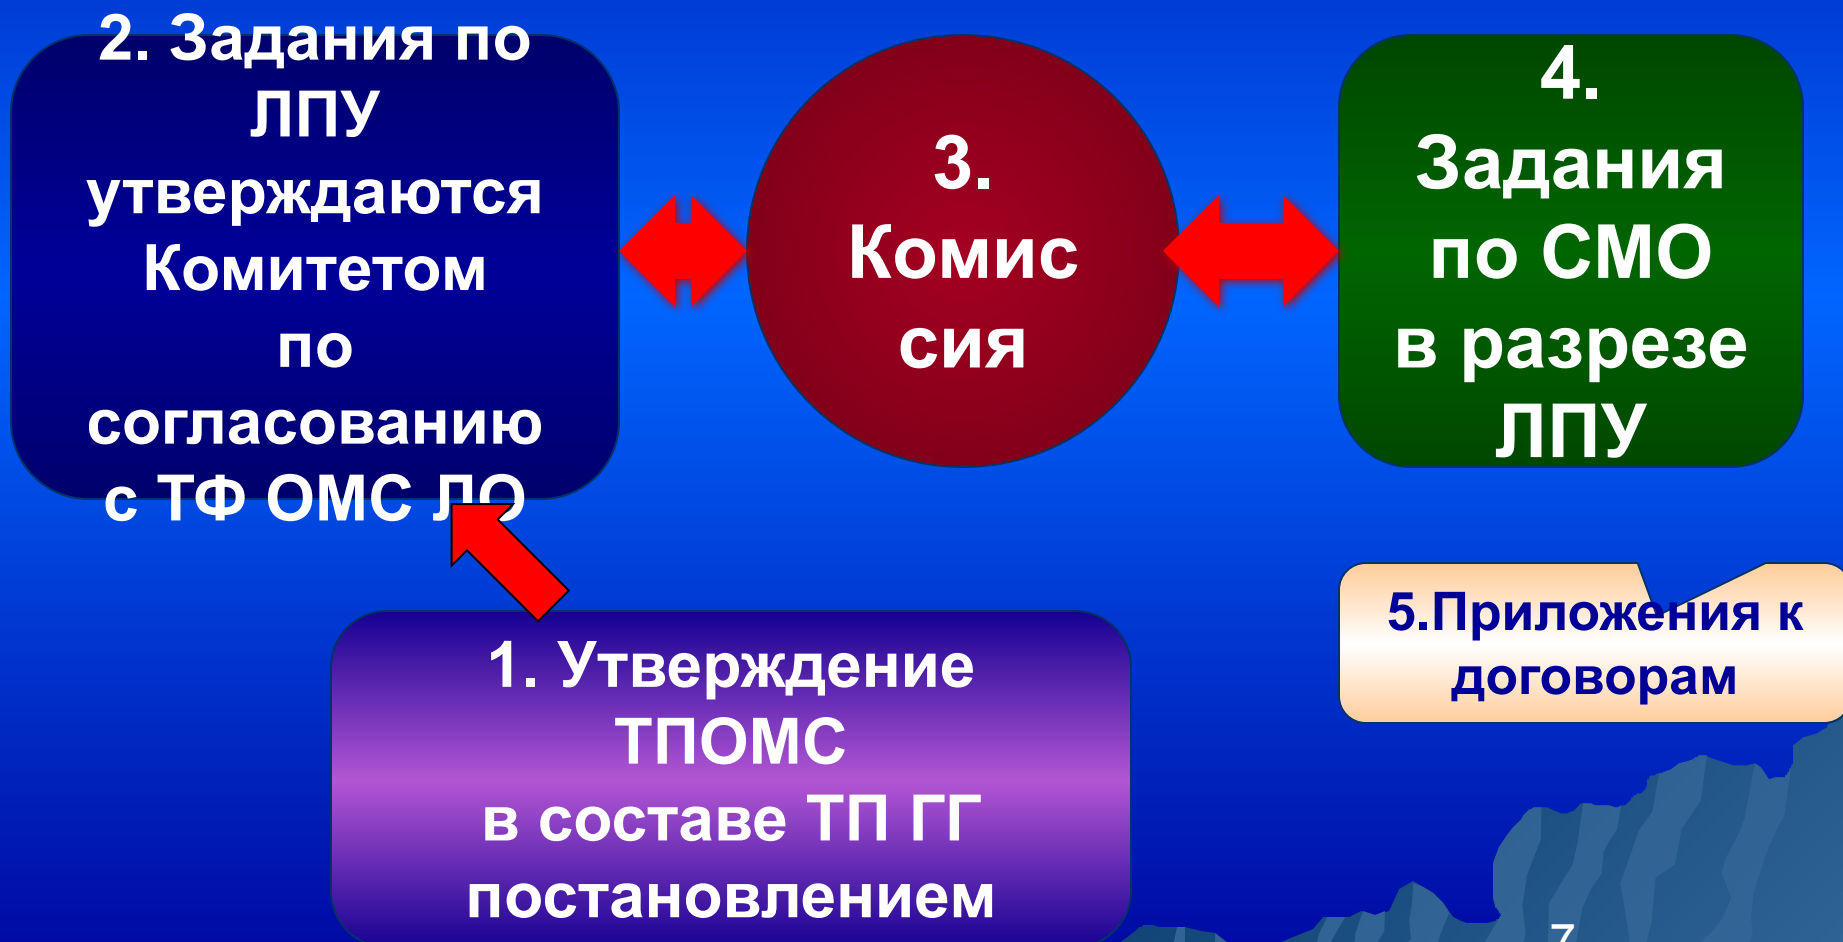 2. Задания по
ЛПУ
утверждаются
Комитетом
по
согласованию
с ТФ ОМС ЛО
3.
Комис
сия
4.
Задания
по СМО
в разрезе
ЛПУ
5.Приложения к
договорам
1. Утверждение
ТПОМС
в составе ТП ГГ
постановлением
7